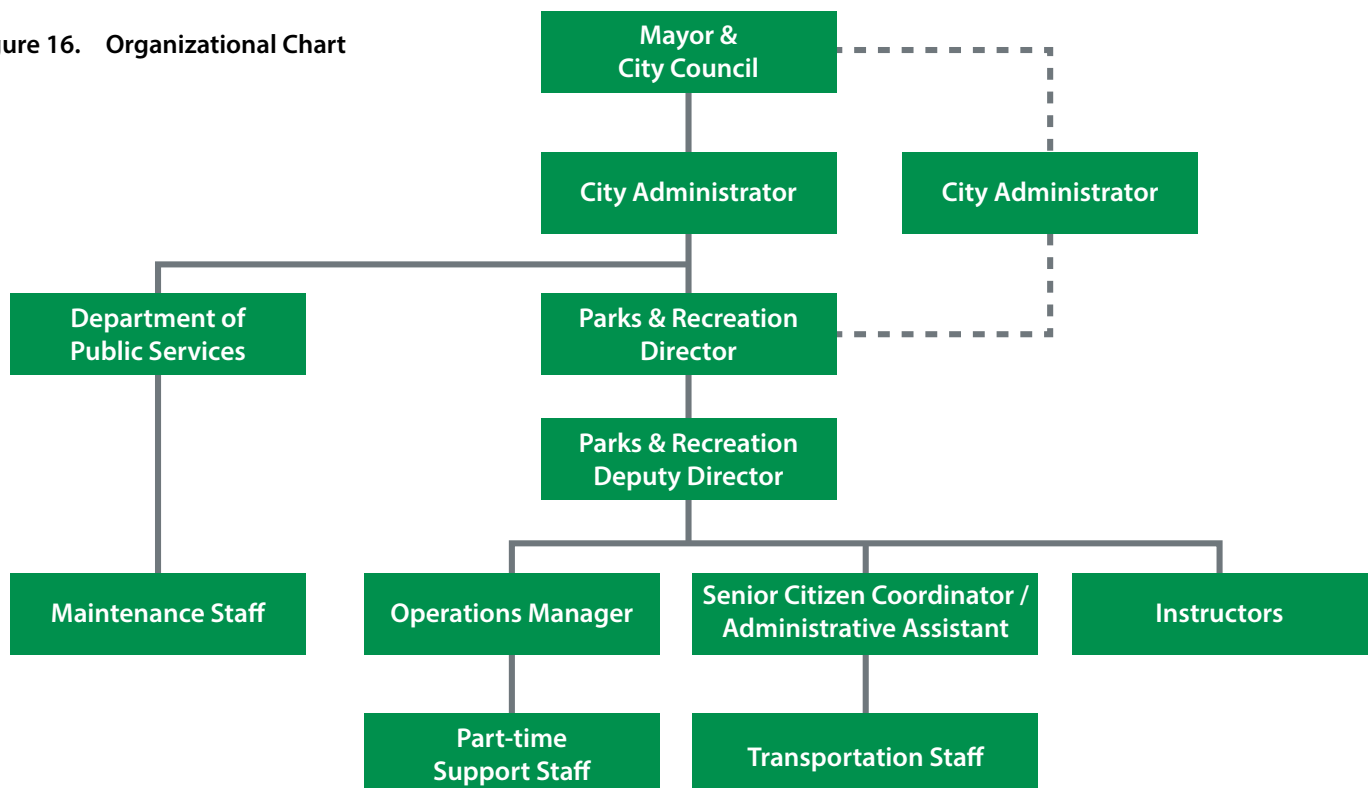 gure 16. Organizational Chart
Mayor &
City Council
City Administrator
City Administrator
Department of
Public Services
Parks & Recreation
Director
Parks & Recreation
Deputy Director
Maintenance Staff
Operations Manager
Senior Citizen Coordinator /
Administrative Assistant
Instructors
Part-time
Support Staff
Transportation Staff